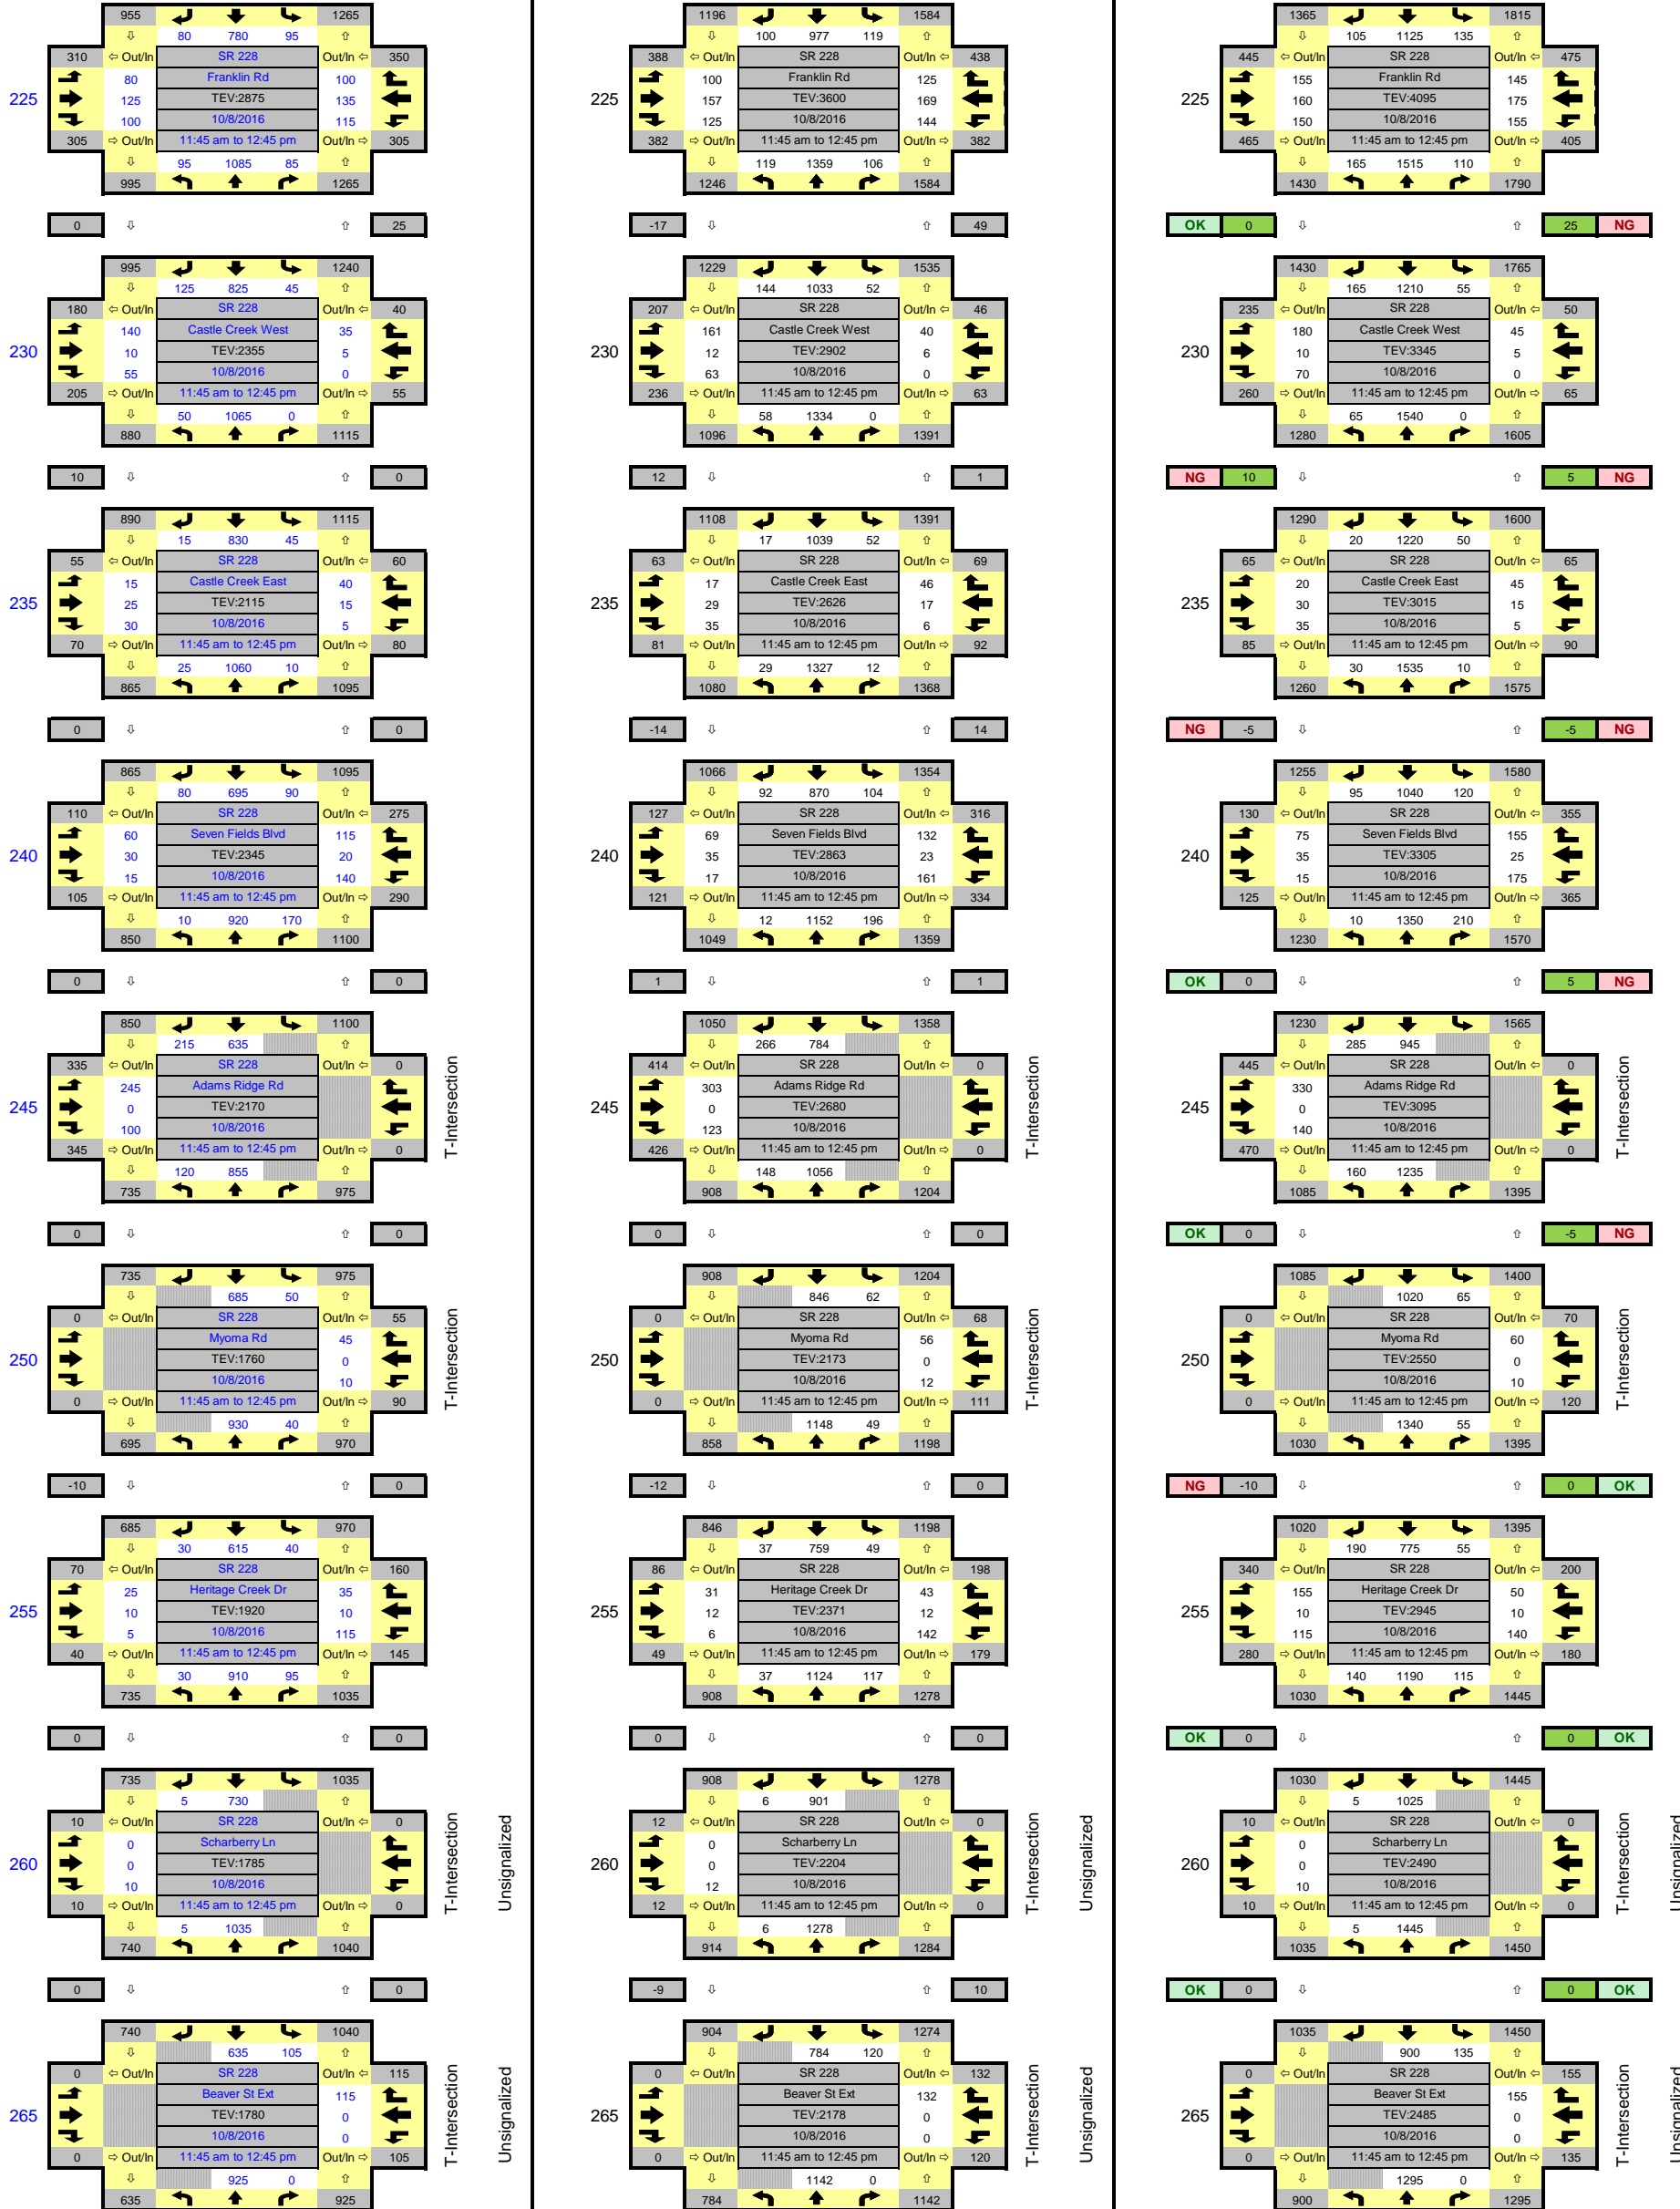 955 1265
⇩ 80 780 95 ⇧
310 ⇦ Out/In SR 228 Out/In ⇦ 350
80 Franklin Rd 100
225 125 TEV:2875 135
100 10/8/2016 115
305 ⇨ Out/In 11:45 am to 12:45 pm Out/In ⇨ 305
⇩ 95 1085 85 ⇧
995 1265
0 ⇩ ⇧ 25
995 1240
⇩ 125 825 45 ⇧
180 ⇦ Out/In SR 228 Out/In ⇦ 40
140 Castle Creek West 35
230 10 TEV:2355 5
55 10/8/2016 0
205 ⇨ Out/In 11:45 am to 12:45 pm Out/In ⇨ 55
⇩ 50 1065 0 ⇧
880 1115
10 ⇩ ⇧ 0
890 1115
⇩ 15 830 45 ⇧
55 ⇦ Out/In SR 228 Out/In ⇦ 60
15 Castle Creek East 40
235 25 TEV:2115 15
30 10/8/2016 5
70 ⇨ Out/In 11:45 am to 12:45 pm Out/In ⇨ 80
⇩ 25 1060 10 ⇧
865 1095
0 ⇩ ⇧ 0
865 1095
⇩ 80 695 90 ⇧
110 ⇦ Out/In SR 228 Out/In ⇦ 275
60 Seven Fields Blvd 115
240 30 TEV:2345 20
15 10/8/2016 140
105 ⇨ Out/In 11:45 am to 12:45 pm Out/In ⇨ 290
⇩ 10 920 170 ⇧
850 1100
0 ⇩ ⇧ 0
850 1100
⇩ 215 635 ⇧
335 ⇦ Out/In SR 228 Out/In ⇦ 0
245 Adams Ridge Rd
245 0 TEV:2170
100 10/8/2016
345 ⇨ Out/In 11:45 am to 12:45 pm Out/In ⇨ 0
⇩ 120 855 ⇧
735 975
T-Intersection
0 ⇩ ⇧ 0
735 975
⇩ 685 50 ⇧
0 ⇦ Out/In SR 228 Out/In ⇦ 55
Myoma Rd 45
250 TEV:1760 0
10/8/2016 10
0 ⇨ Out/In 11:45 am to 12:45 pm Out/In ⇨ 90
⇩ 930 40 ⇧
695 970
T-Intersection
-10 ⇩ ⇧ 0
685 970
⇩ 30 615 40 ⇧
70 ⇦ Out/In SR 228 Out/In ⇦ 160
25 Heritage Creek Dr 35
255 10 TEV:1920 10
5 10/8/2016 115
40 ⇨ Out/In 11:45 am to 12:45 pm Out/In ⇨ 145
⇩ 30 910 95 ⇧
735 1035
0 ⇩ ⇧ 0
735 1035
⇩ 5 730 ⇧
10 ⇦ Out/In SR 228 Out/In ⇦ 0
0 Scharberry Ln
260 0 TEV:1785
10 10/8/2016
10 ⇨ Out/In 11:45 am to 12:45 pm Out/In ⇨ 0
⇩ 5 1035 ⇧
740 1040
T-Intersection
Unsignalized
0 ⇩ ⇧ 0
740 1040
⇩ 635 105 ⇧
0 ⇦ Out/In SR 228 Out/In ⇦ 115
Beaver St Ext 115
265 TEV:1780 0
10/8/2016 0
0 ⇨ Out/In 11:45 am to 12:45 pm Out/In ⇨ 105
⇩ 925 0 ⇧
635 925
T-Intersection
Unsignalized
1196 1584
⇩ 100 977 119 ⇧
388 ⇦ Out/In SR 228 Out/In ⇦ 438
100 Franklin Rd 125
225 157 TEV:3600 169
125 10/8/2016 144
382 ⇨ Out/In 11:45 am to 12:45 pm Out/In ⇨ 382
⇩ 119 1359 106 ⇧
1246 1584
-17 ⇩ ⇧ 49
1229 1535
⇩ 144 1033 52 ⇧
207 ⇦ Out/In SR 228 Out/In ⇦ 46
161 Castle Creek West 40
230 12 TEV:2902 6
63 10/8/2016 0
236 ⇨ Out/In 11:45 am to 12:45 pm Out/In ⇨ 63
⇩ 58 1334 0 ⇧
1096 1391
12 ⇩ ⇧ 1
1108 1391
⇩ 17 1039 52 ⇧
63 ⇦ Out/In SR 228 Out/In ⇦ 69
17 Castle Creek East 46
235 29 TEV:2626 17
35 10/8/2016 6
81 ⇨ Out/In 11:45 am to 12:45 pm Out/In ⇨ 92
⇩ 29 1327 12 ⇧
1080 1368
-14 ⇩ ⇧ 14
1066 1354
⇩ 92 870 104 ⇧
127 ⇦ Out/In SR 228 Out/In ⇦ 316
69 Seven Fields Blvd 132
240 35 TEV:2863 23
17 10/8/2016 161
121 ⇨ Out/In 11:45 am to 12:45 pm Out/In ⇨ 334
⇩ 12 1152 196 ⇧
1049 1359
1 ⇩ ⇧ 1
1050 1358
⇩ 266 784 ⇧
414 ⇦ Out/In SR 228 Out/In ⇦ 0
303 Adams Ridge Rd
245 0 TEV:2680
123 10/8/2016
426 ⇨ Out/In 11:45 am to 12:45 pm Out/In ⇨ 0
⇩ 148 1056 ⇧
908 1204
T-Intersection
0 ⇩ ⇧ 0
908 1204
⇩ 846 62 ⇧
0 ⇦ Out/In SR 228 Out/In ⇦ 68
Myoma Rd 56
250 TEV:2173 0
10/8/2016 12
0 ⇨ Out/In 11:45 am to 12:45 pm Out/In ⇨ 111
⇩ 1148 49 ⇧
858 1198
T-Intersection
-12 ⇩ ⇧ 0
846 1198
⇩ 37 759 49 ⇧
86 ⇦ Out/In SR 228 Out/In ⇦ 198
31 Heritage Creek Dr 43
255 12 TEV:2371 12
6 10/8/2016 142
49 ⇨ Out/In 11:45 am to 12:45 pm Out/In ⇨ 179
⇩ 37 1124 117 ⇧
908 1278
0 ⇩ ⇧ 0
908 1278
⇩ 6 901 ⇧
12 ⇦ Out/In SR 228 Out/In ⇦ 0
0 Scharberry Ln
260 0 TEV:2204
12 10/8/2016
12 ⇨ Out/In 11:45 am to 12:45 pm Out/In ⇨ 0
⇩ 6 1278 ⇧
914 1284
T-Intersection
Unsignalized
-9 ⇩ ⇧ 10
904 1274
⇩ 784 120 ⇧
0 ⇦ Out/In SR 228 Out/In ⇦ 132
Beaver St Ext 132
265 TEV:2178 0
10/8/2016 0
0 ⇨ Out/In 11:45 am to 12:45 pm Out/In ⇨ 120
⇩ 1142 0 ⇧
784 1142
T-Intersection
Unsignalized
1365 1815
⇩ 105 1125 135 ⇧
445 ⇦ Out/In SR 228 Out/In ⇦ 475
155 Franklin Rd 145
225 160 TEV:4095 175
150 10/8/2016 155
465 ⇨ Out/In 11:45 am to 12:45 pm Out/In ⇨ 405
⇩ 165 1515 110 ⇧
1430 1790
OK 0 ⇩ ⇧ 25 NG
1430 1765
⇩ 165 1210 55 ⇧
235 ⇦ Out/In SR 228 Out/In ⇦ 50
180 Castle Creek West 45
230 10 TEV:3345 5
70 10/8/2016 0
260 ⇨ Out/In 11:45 am to 12:45 pm Out/In ⇨ 65
⇩ 65 1540 0 ⇧
1280 1605
NG 10 ⇩ ⇧ 5 NG
1290 1600
⇩ 20 1220 50 ⇧
65 ⇦ Out/In SR 228 Out/In ⇦ 65
20 Castle Creek East 45
235 30 TEV:3015 15
35 10/8/2016 5
85 ⇨ Out/In 11:45 am to 12:45 pm Out/In ⇨ 90
⇩ 30 1535 10 ⇧
1260 1575
NG -5 ⇩ ⇧ -5 NG
1255 1580
⇩ 95 1040 120 ⇧
130 ⇦ Out/In SR 228 Out/In ⇦ 355
75 Seven Fields Blvd 155
240 35 TEV:3305 25
15 10/8/2016 175
125 ⇨ Out/In 11:45 am to 12:45 pm Out/In ⇨ 365
⇩ 10 1350 210 ⇧
1230 1570
OK 0 ⇩ ⇧ 5 NG
1230 1565
⇩ 285 945 ⇧
445 ⇦ Out/In SR 228 Out/In ⇦ 0
330 Adams Ridge Rd
245 0 TEV:3095
140 10/8/2016
470 ⇨ Out/In 11:45 am to 12:45 pm Out/In ⇨ 0
⇩ 160 1235 ⇧
1085 1395
T-Intersection
OK 0 ⇩ ⇧ -5 NG
1085 1400
⇩ 1020 65 ⇧
0 ⇦ Out/In SR 228 Out/In ⇦ 70
Myoma Rd 60
250 TEV:2550 0
10/8/2016 10
0 ⇨ Out/In 11:45 am to 12:45 pm Out/In ⇨ 120
⇩ 1340 55 ⇧
1030 1395
T-Intersection
NG -10 ⇩ ⇧ 0 OK
1020 1395
⇩ 190 775 55 ⇧
340 ⇦ Out/In SR 228 Out/In ⇦ 200
155 Heritage Creek Dr 50
255 10 TEV:2945 10
115 10/8/2016 140
280 ⇨ Out/In 11:45 am to 12:45 pm Out/In ⇨ 180
⇩ 140 1190 115 ⇧
1030 1445
OK 0 ⇩ ⇧ 0 OK
1030 1445
⇩ 5 1025 ⇧
10 ⇦ Out/In SR 228 Out/In ⇦ 0
0 Scharberry Ln
260 0 TEV:2490
10 10/8/2016
10 ⇨ Out/In 11:45 am to 12:45 pm Out/In ⇨ 0
⇩ 5 1445 ⇧
1035 1450
T-Intersection
Unsignalized
OK 0 ⇩ ⇧ 0 OK
1035 1450
⇩ 900 135 ⇧
0 ⇦ Out/In SR 228 Out/In ⇦ 155
Beaver St Ext 155
265 TEV:2485 0
10/8/2016 0
0 ⇨ Out/In 11:45 am to 12:45 pm Out/In ⇨ 135
⇩ 1295 0 ⇧
900 1295
T-Intersection
Unsignalized